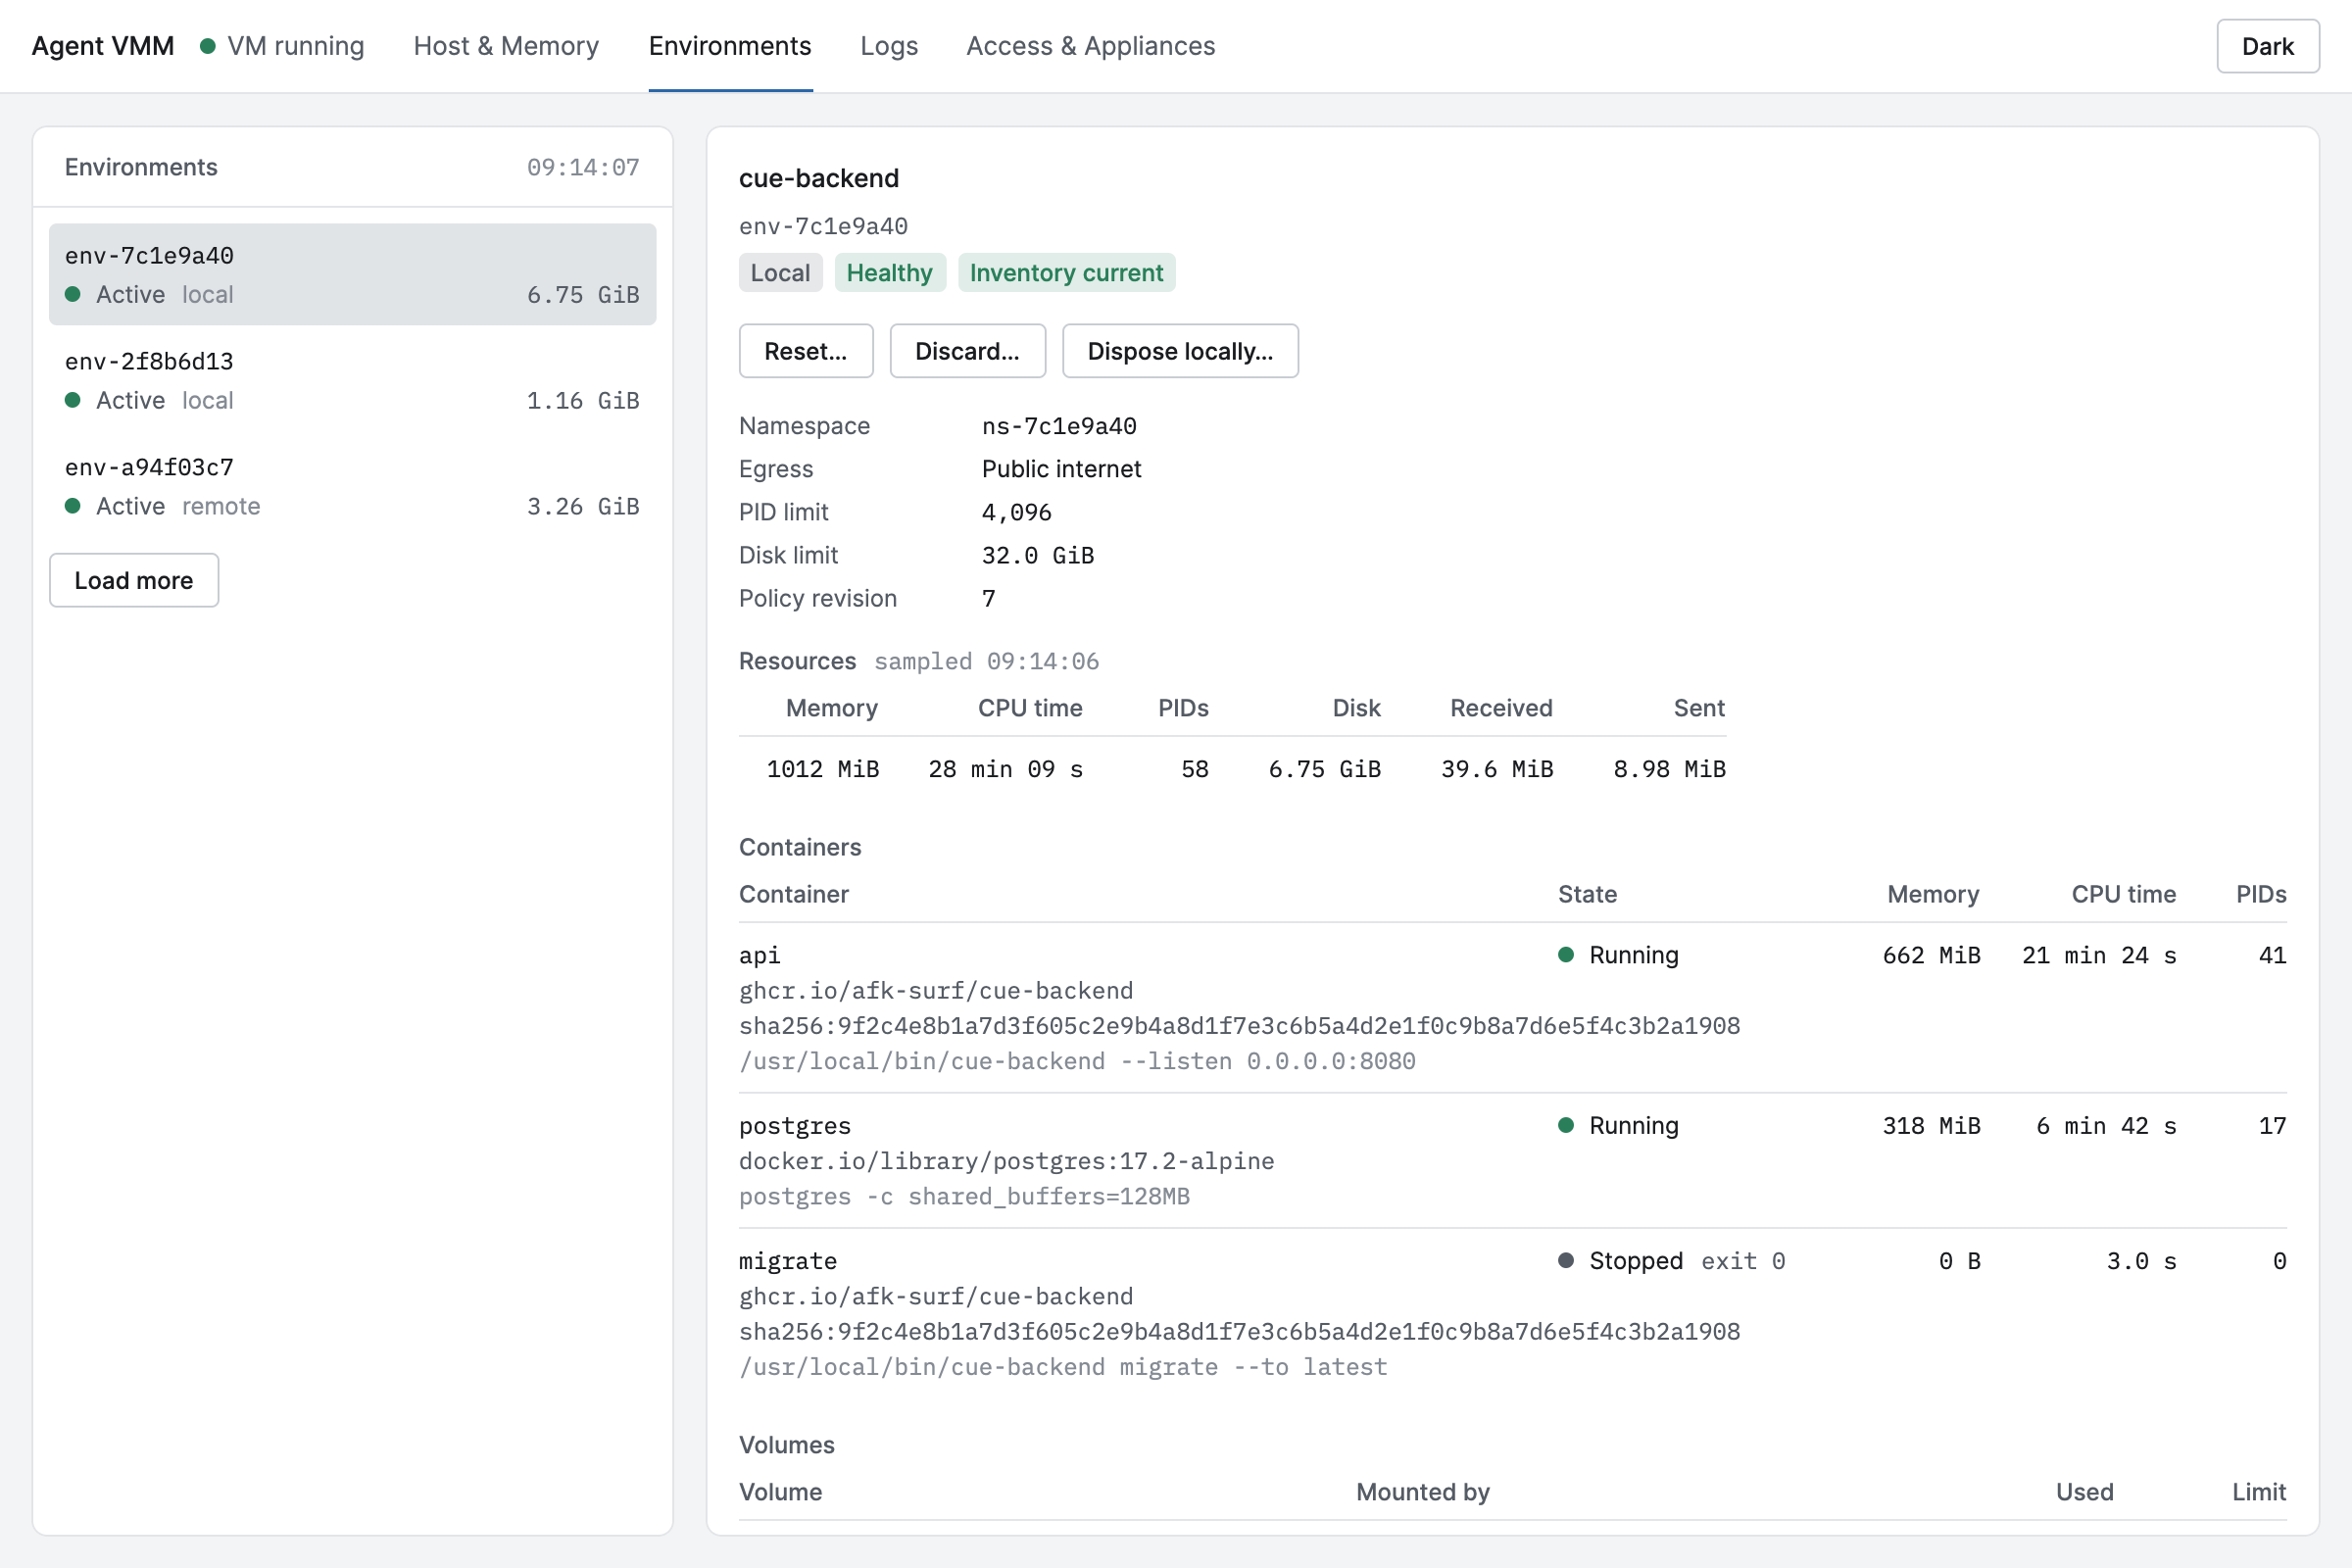 Agent VMM VM running Host & Memory Environments Logs Access & Appliances Dark
Environments 09:14:07
env-7c1e9a40
Active local 6.75 GiB
env-2f8b6d13
Active local 1.16 GiB
env-a94f03c7
Active remote 3.26 GiB
Load more
cue-backend
env-7c1e9a40
Local Healthy Inventory current
Reset... Discard... Dispose locally...
Namespace ns-7c1e9a40
Egress Public internet
PID limit 4,096
Disk limit 32.0 GiB
Policy revision 7
Resources sampled 09:14:06
Memory CPU time PIDs Disk Received Sent
1012 MiB 28 min 09 s 58 6.75 GiB 39.6 MiB 8.98 MiB
Containers
Container State Memory CPU time PIDs
api Running 662 MiB 21 min 24 s 41
ghcr.io/afk-surf/cue-backend
sha256:9f2c4e8b1a7d3f605c2e9b4a8d1f7e3c6b5a4d2e1f0c9b8a7d6e5f4c3b2a1908
/usr/local/bin/cue-backend --listen 0.0.0.0:8080
postgres Running 318 MiB 6 min 42 s 17
docker.io/library/postgres:17.2-alpine
postgres -c shared_buffers=128MB
migrate Stopped exit 0 0 B 3.0 s 0
ghcr.io/afk-surf/cue-backend
sha256:9f2c4e8b1a7d3f605c2e9b4a8d1f7e3c6b5a4d2e1f0c9b8a7d6e5f4c3b2a1908
/usr/local/bin/cue-backend migrate --to latest
Volumes
Volume Mounted by Used Limit